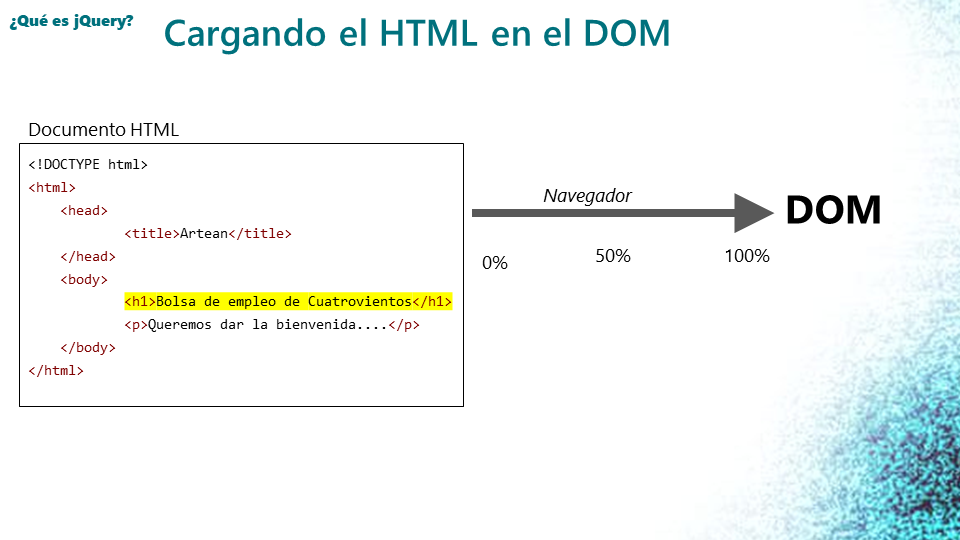 ¿Qué es jQuery?
Cargando el HTML en el DOM
Documento HTML
<!DOCTYPE html>
<html>
<head>
<title>Artean</title>
</head>
<body>
<h1>Bolsa de empleo de Cuatrovientos</h1>
<p>Queremos dar la bienvenida....</p>
</body>
</html>
Navegador
DOM
0%
50%
100%